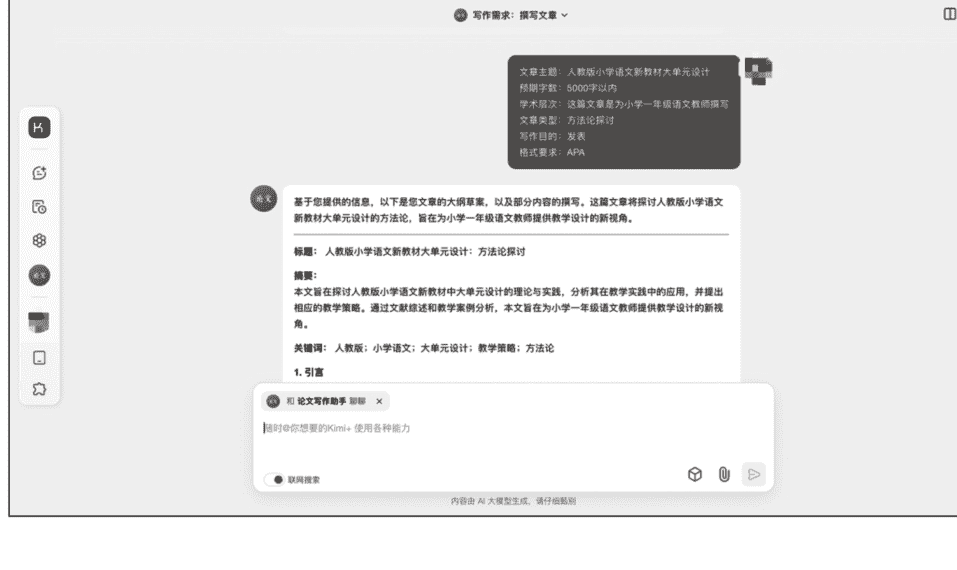 写作需求：撰写文章
文章主题：人教版小学语文新教材大单元设计
预期字数：5000字以内
学术层次：这篇文章是为小学一年级语文教师撰写
文章类型：方法论探讨
写作目的：发表
格式要求：APA
论文
基于您提供的信息，以下是您文章的大纲草案，以及部分内容的撰写。这篇文章将探讨人教版小学语
文新教材大单元设计的方法论，旨在为小学一年级语文教师提供教学设计的新视角。
标题：人教版小学语文新教材大单元设计：方法论探讨
摘要：
本文旨在探讨人教版小学语文新教材中大单元设计的理论与实践，分析其在教学实践中的应用，并提出
相应的教学策略。通过文献综述和教学案例分析，本文旨在为小学一年级语文教师提供教学设计的新视
角。
关键词：人教版；小学语文；大单元设计；教学策略；方法论
1. 引言
和 论文写作助手 聊聊 ×
随时@你想要的Kimi+ 使用各种能力
联网搜索
内容由 AI 大模型生成，请仔细甄别
K
论文